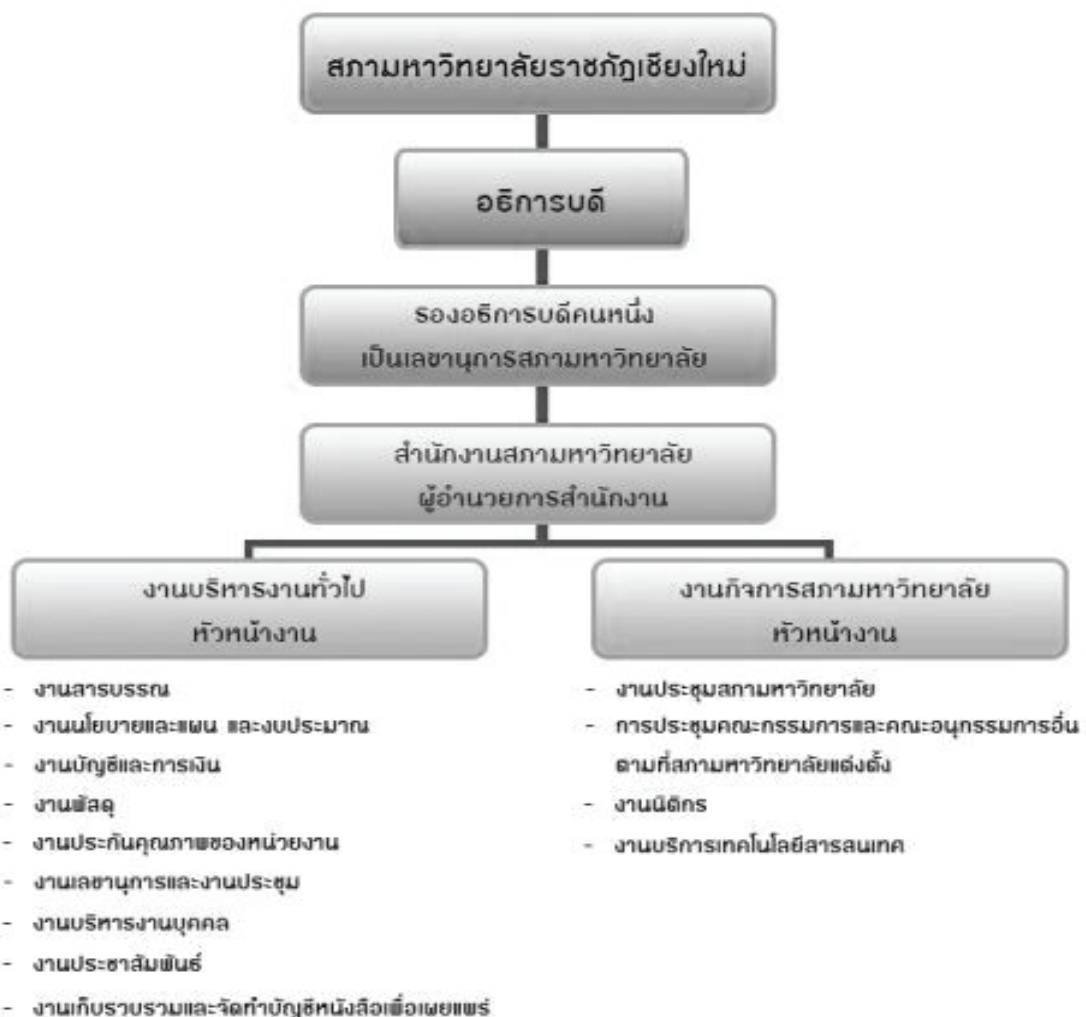 สภามหาวิทยาลัยราชภัฏเชียงใหม่
อธิการบดี
รองอธิการบดีคนหนึ่ง
เป็นเลขานุการสภามหาวิทยาลัย
สำนักงานสภามหาวิทยาลัย
ผู้อำนวยการสำนักงาน
งานบริหารงานทั่วไป
หัวหน้างาน
- งานสารบรรณ
- งานนโยบายและแผน และงบประมาณ
- งานบัญชีและการเงิน
- งานพัสดุ
- งานประกันคุณภาพของหน่วยงาน
- งานเลขานุการและงานประชุม
- งานบริหารงานบุคคล
- งานประชาสัมพันธ์
- งานเก็บรวบรวมและจัดทำบัญชีหนังสือเพื่อเผยแพร่
งานกิจการสภามหาวิทยาลัย
หัวหน้างาน
- งานประชุมสภามหาวิทยาลัย
- การประชุมคณะกรรมการและคณะอนุกรรมการอื่น
ตามที่สภามหาวิทยาลัยแต่งตั้ง
- งานนิติกร
- งานบริการเทคโนโลยีสารสนเทศ